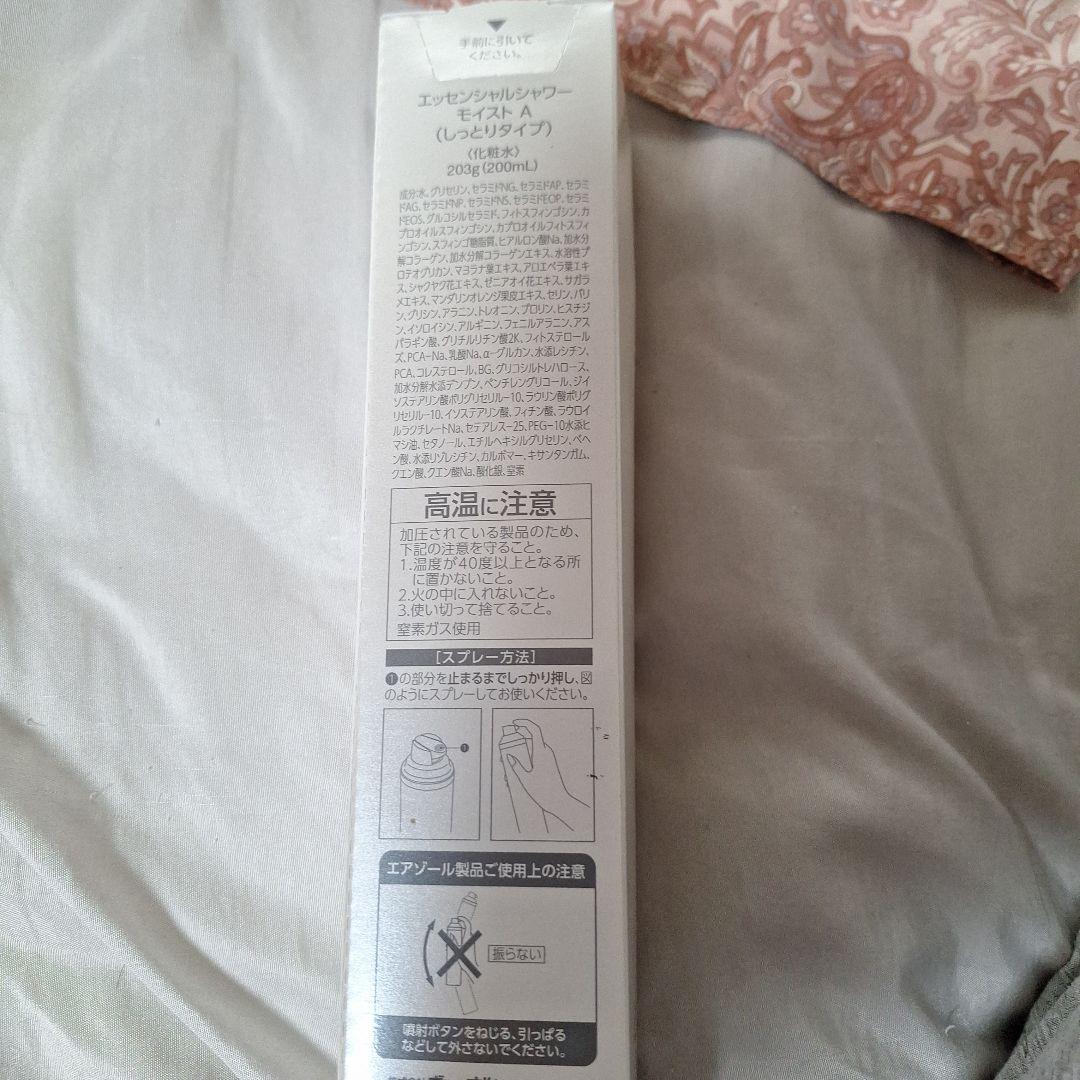 手前に引いて
ください。
エッセンシャルシャワー
モイスト A
(しっとりタイプ)
〈化粧水〉
203g(200mL)
成分:水、グリセリン、セラミドNG、セラミドAP、セラミ
ドAG、セラミドNP、セラミドNS、セラミドEOP、セラミ
ドEOS、グルコシルセラミド、フィトスフィンゴシン、カ
プロオイルスフィンゴシン、カプロオイルフィトスフィ
ンゴシン、スフィンゴ糖脂質、ヒアルロン酸Na、加水分
解コラーゲン、加水分解コラーゲンエキス、水溶性プ
ロテオグリカン、マヨラナ葉エキス、アロエベラ葉エキ
ス、シャクヤク花エキス、ゼニアオイ花エキス、サガラ
メエキス、マンダリンオレンジ果皮エキス、セリン、バリ
ン、グリシン、アラニン、トレオニン、プロリン、ヒスチジ
ン、イソロイシン、アルギニン、フェニルアラニン、アス
パラギン酸、グリチルリチン酸2K、フィトステロール
ズ、PCA-Na、乳酸Na、α-グルカン、水添レシチン、
PCA、コレステロール、BG、グリコシルトレハロース、
加水分解水添デンプン、ペンチレングリコール、ジイ
ソステアリン酸ポリグリセリル-10、ラウリン酸ポリグ
リセリル-10、イソステアリン酸、フィチン酸、ラウロイ
ルラクチレートNa、セテアレス-25、PEG-10水添ヒ
マシ油、セタノール、エチルヘキシルグリセリン、ベヘ
ン酸、水添リゾレシチン、カルボマー、キサンタンガム、
クエン酸、クエン酸Na、酸化銀、窒素
高温に注意
加圧されている製品のため、
下記の注意を守ること。
1.温度が40度以上となる所
に置かないこと。
2.火の中に入れないこと。
3.使い切って捨てること。
窒素ガス使用
[スプレー方法]
❶の部分を止まるまでしっかり押し、図
のようにスプレーしてお使いください。
❶
エアゾール製品ご使用上の注意
振らない
噴射ボタンをねじる、引っぱる
などして外さないでください。